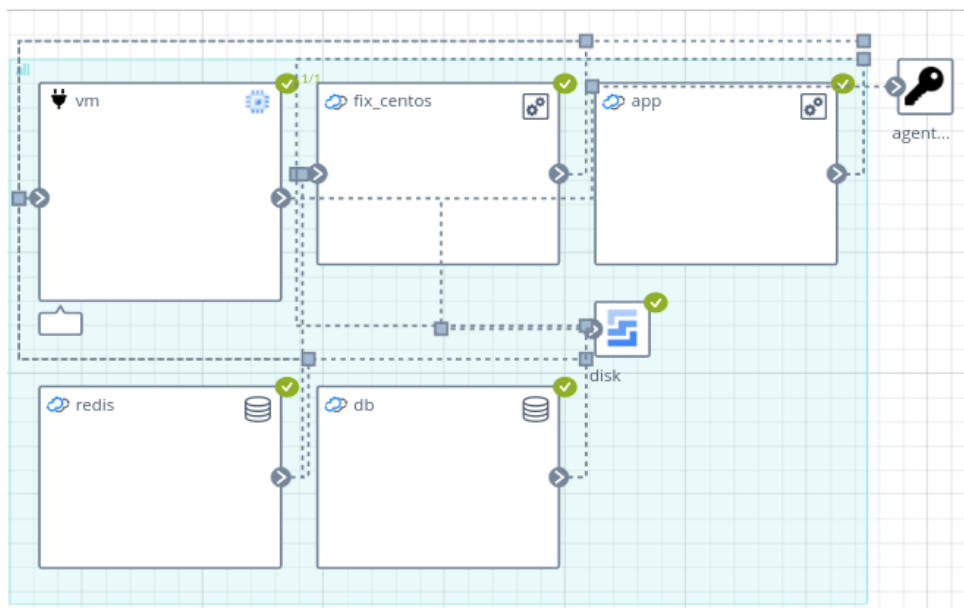 all
1/1
vm
fix_centos
app
agent...
disk
redis
db